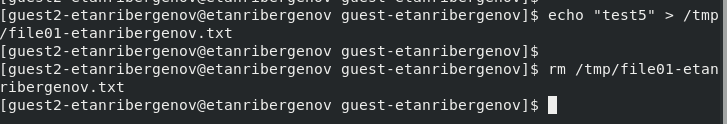 [guest2-etanribergenov@etanribergenov guest-etanribergenov]$ echo "test5" > /tmp
/file01-etanribergenov.txt
[guest2-etanribergenov@etanribergenov guest-etanribergenov]$
[guest2-etanribergenov@etanribergenov guest-etanribergenov]$ rm /tmp/file01-etan
ribergenov.txt
[guest2-etanribergenov@etanribergenov guest-etanribergenov]$